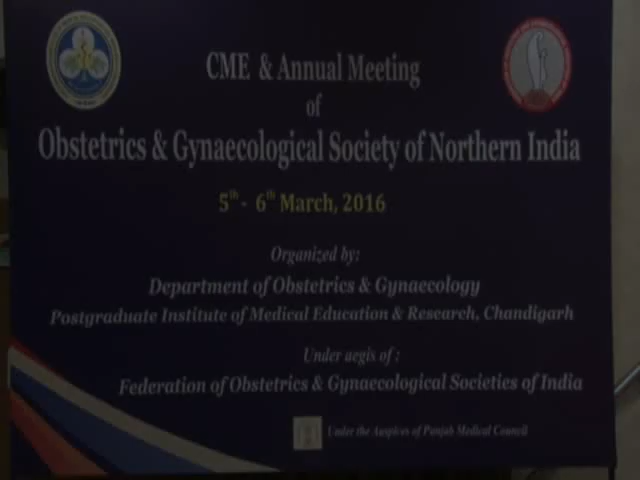 CME & Annual Meeting
of
Obstetrics & Gynaecological Society of Northern India
5th - 6th March, 2016
Organized by:
Department of Obstetrics & Gynaecology
Postgraduate Institute of Medical Education & Research, Chandigarh
Under aegis of :
Federation of Obstetrics & Gynaecological Societies of India
Under the Auspices of Punjab Medical Council